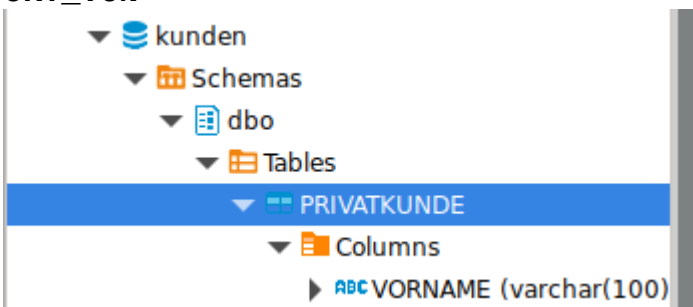 kunden
Schemas
dbo
Tables
PRIVATKUNDE
Columns
ABC VORNAME (varchar(100)